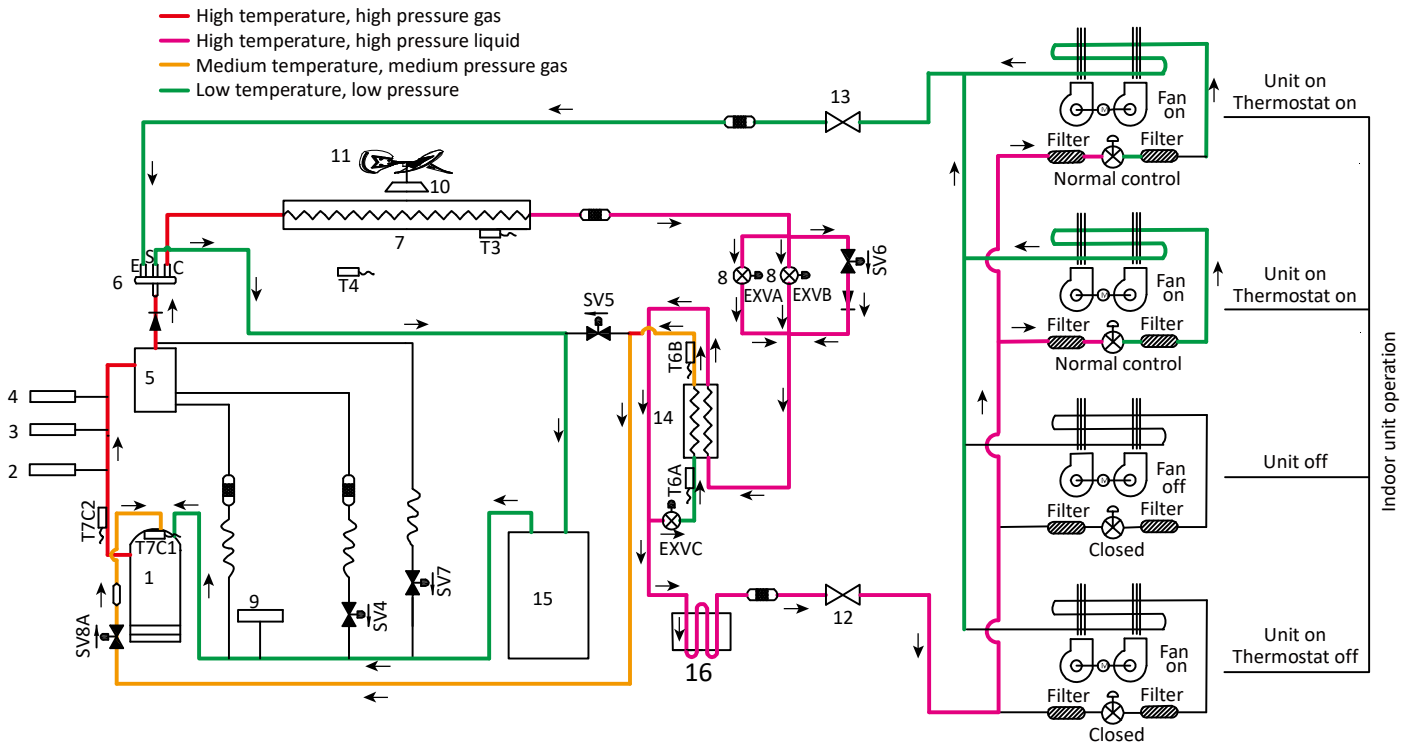 High temperature, high pressure gas
High temperature, high pressure liquid
Medium temperature, medium pressure gas
Low temperature, low pressure
13
11
10
7
T3
T4
E
S
C
6
8
EXVA
8
EXVB
SV6
SV5
T6B
14
T6A
EXVC
5
4
3
2
T7C2
T7C1
1
SV8A
9
SV4
SV7
15
16
12
M
Fan
on
Filter
Filter
Normal control
Unit on
Thermostat on
M
Fan
on
Filter
Filter
Normal control
Unit on
Thermostat on
M
Fan
off
Filter
Filter
Closed
Unit off
M
Fan
on
Filter
Filter
Closed
Unit on
Thermostat off
Indoor unit operation